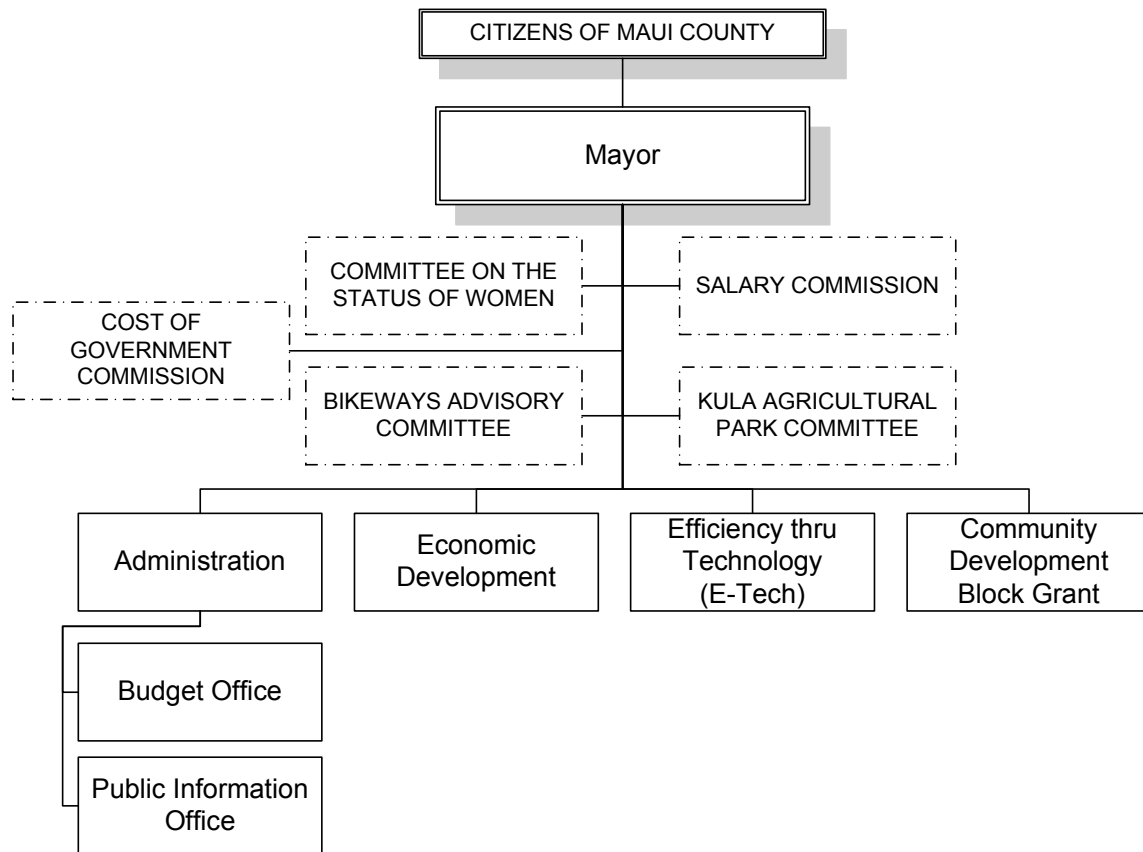 CITIZENS OF MAUI COUNTY
Mayor
COMMITTEE ON THE
STATUS OF WOMEN
SALARY COMMISSION
COST OF
GOVERNMENT
COMMISSION
BIKEWAYS ADVISORY
COMMITTEE
KULA AGRICULTURAL
PARK COMMITTEE
Administration
Economic
Development
Efficiency thru
Technology
(E-Tech)
Community
Development
Block Grant
Budget Office
Public Information
Office